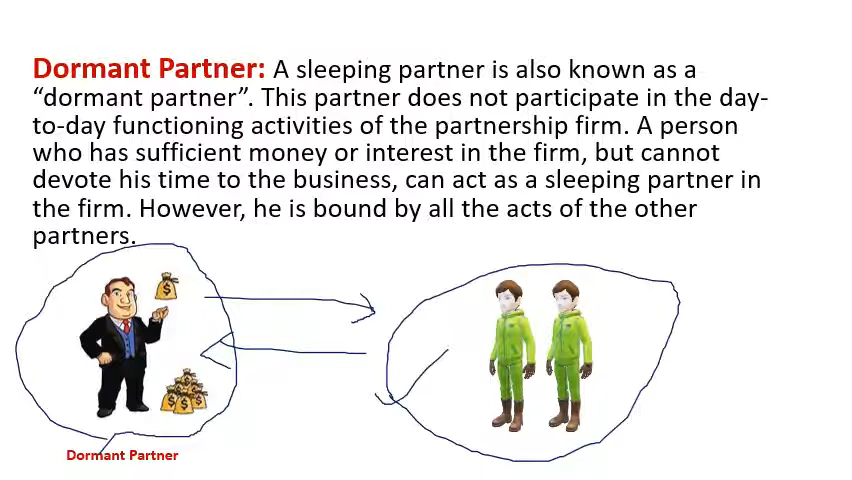 Dormant Partner: A sleeping partner is also known as a
“dormant partner”. This partner does not participate in the day-
to-day functioning activities of the partnership firm. A person
who has sufficient money or interest in the firm, but cannot
devote his time to the business, can act as a sleeping partner in
the firm. However, he is bound by all the acts of the other
partners.
Dormant Partner